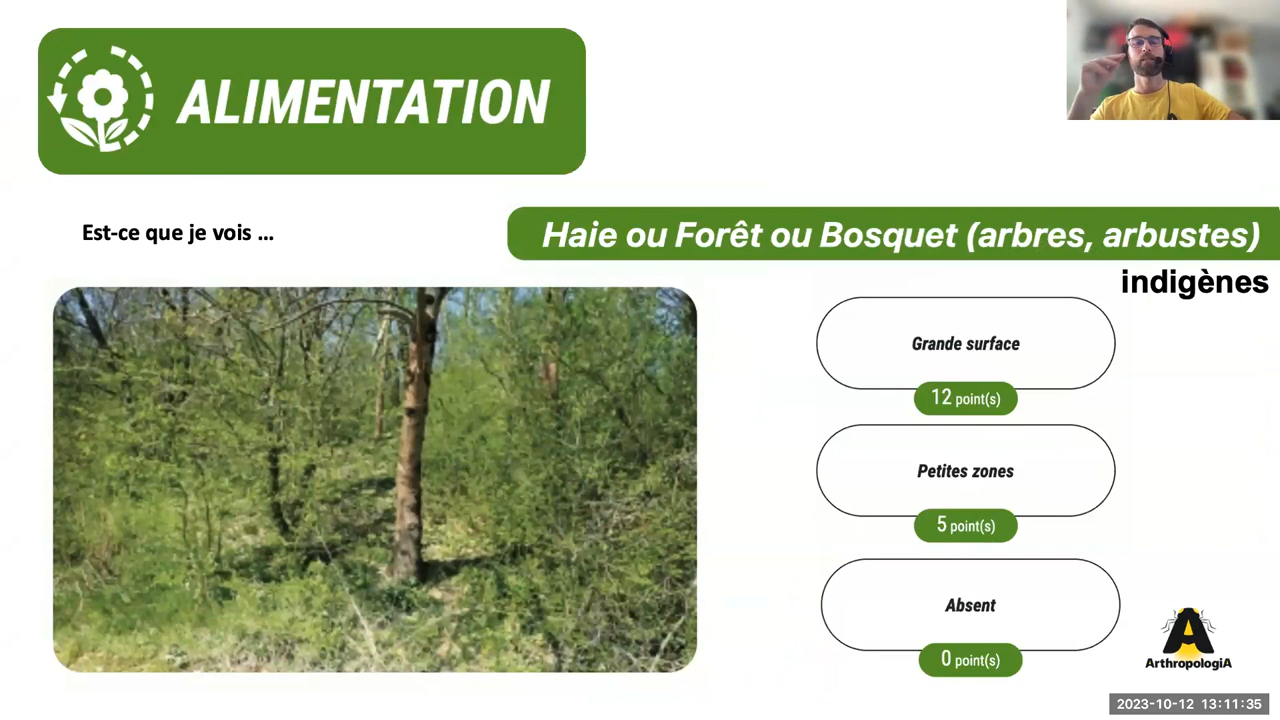 ALIMENTATION
Est-ce que je vois ...
Haie ou Forêt ou Bosquet (arbres, arbustes)
indigènes
Grande surface
12 point(s)
Petites zones
5 point(s)
Absent
0 point(s)
ArthropologiA
2023-10-12 13:11:35